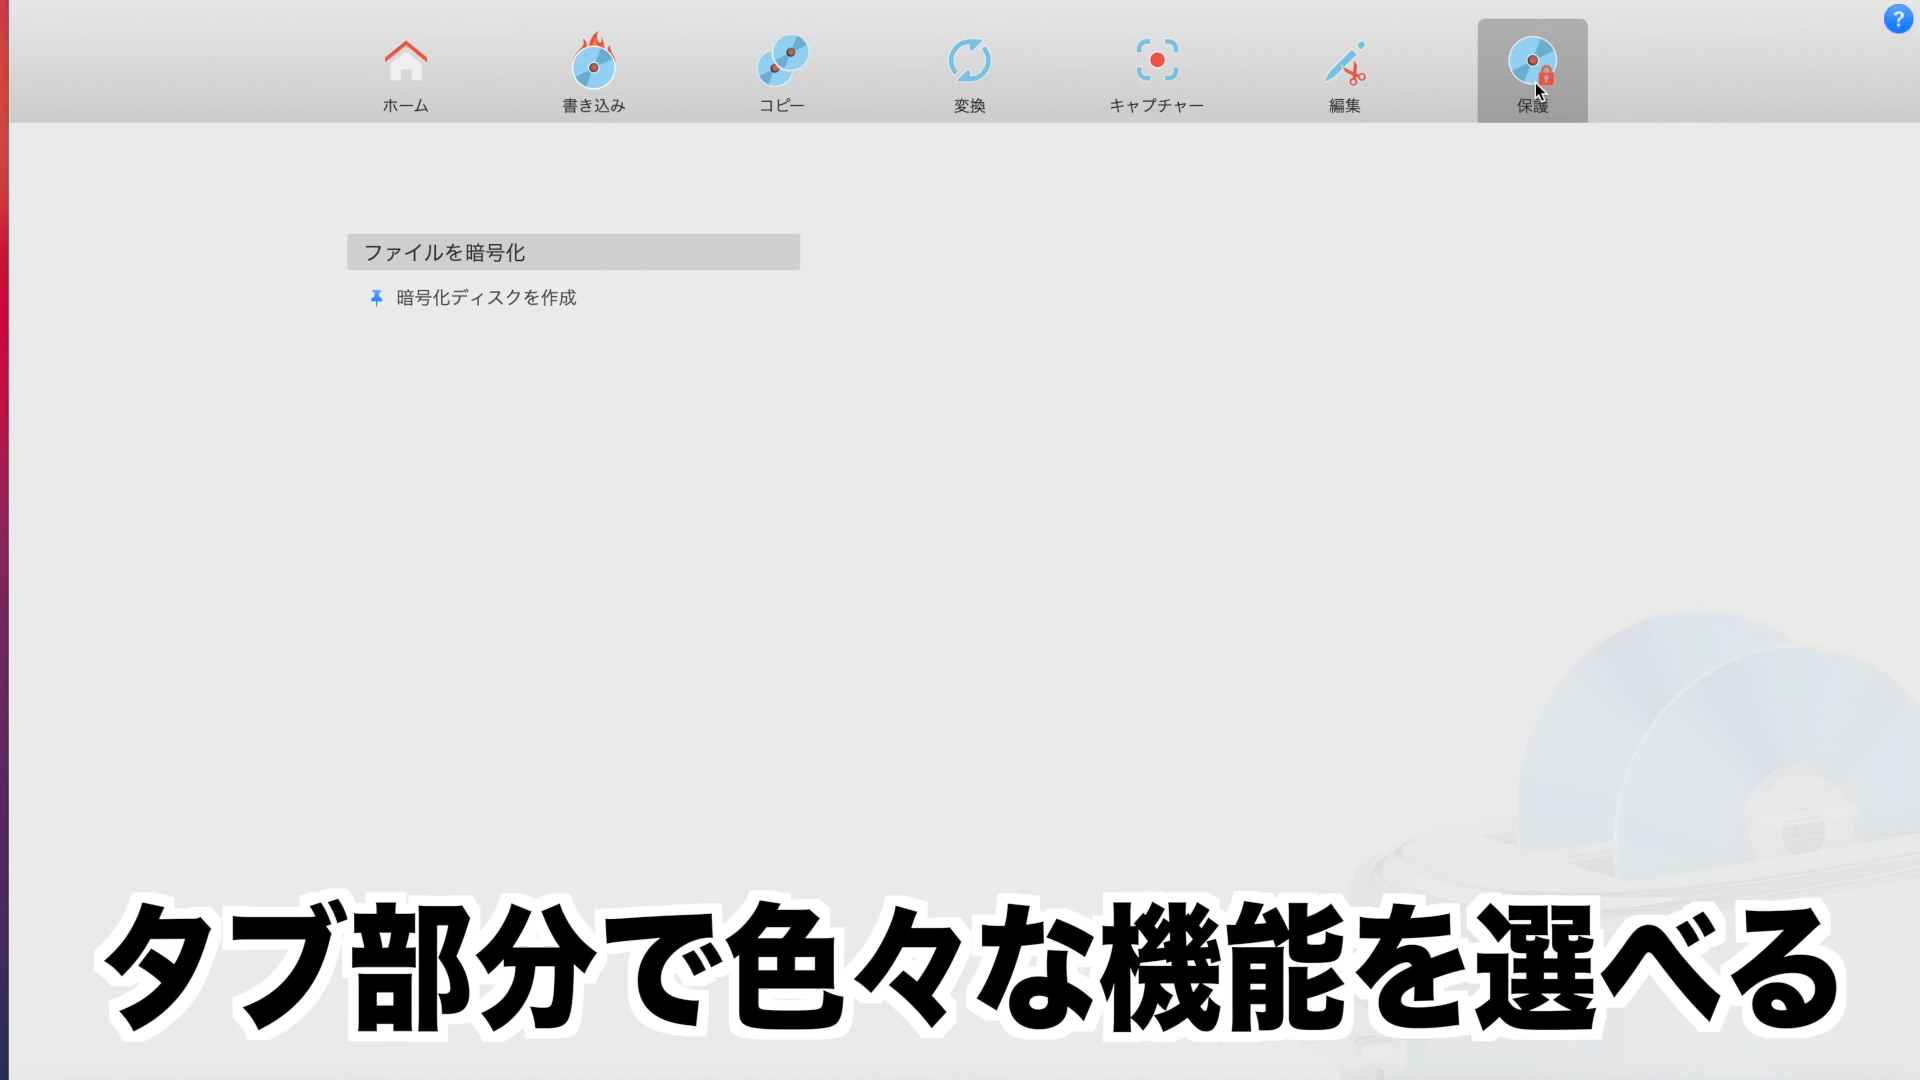 ホーム
書き込み
コピー
変換
キャプチャー
編集
保護
?
ファイルを暗号化
暗号化ディスクを作成
タブ部分で色々な機能を選べる